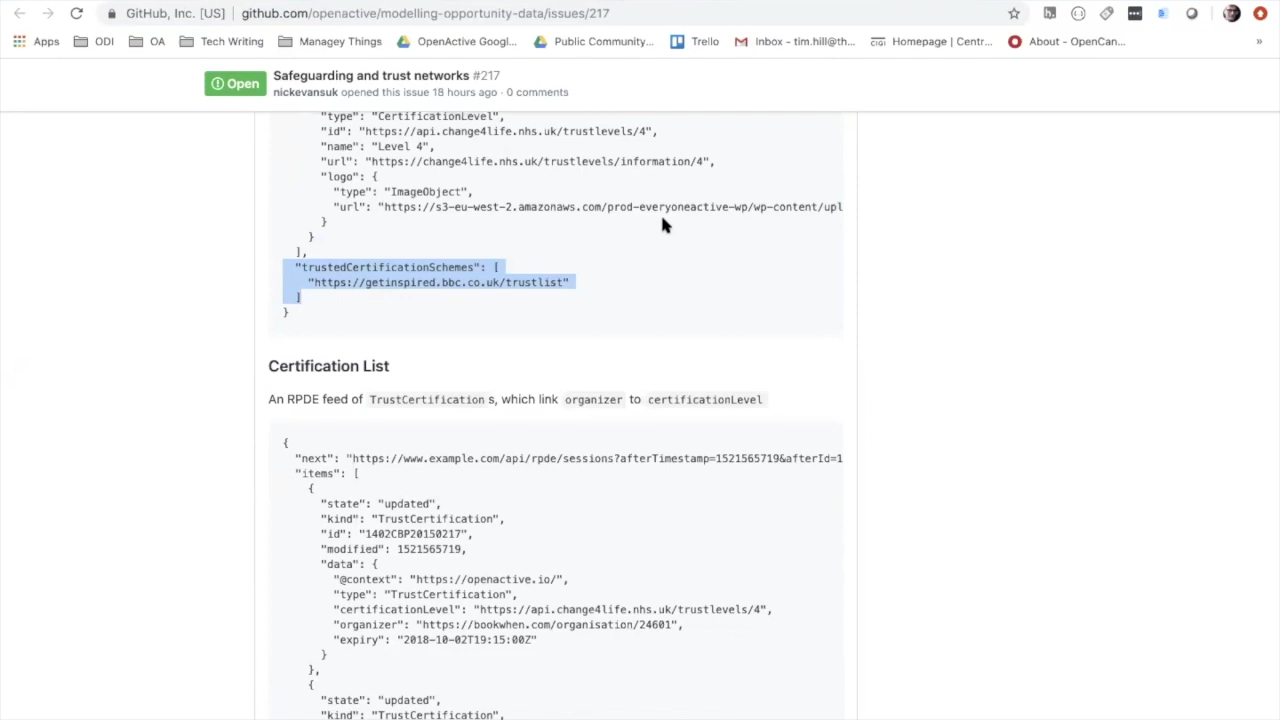 GitHub, Inc. [US] | github.com/openactive/modelling-opportunity-data/issues/217
Apps ODI OA Tech Writing Managey Things OpenActive Googl... Public Community... Trello Inbox - tim.hill@th... CIGI Homepage | Centr... About - OpenCan... »
Open Safeguarding and trust networks #217
nickevansuk opened this issue 18 hours ago · 0 comments
"type": "CertificationLevel",
"id": "https://api.change4life.nhs.uk/trustlevels/4",
"name": "Level 4",
"url": "https://change4life.nhs.uk/trustlevels/information/4",
"logo": {
"type": "ImageObject",
"url": "https://s3-eu-west-2.amazonaws.com/prod-everyoneactive-wp/wp-content/upl
}
}
],
"trustedCertificationSchemes": [
"https://getinspired.bbc.co.uk/trustlist"
]
}
Certification List
An RPDE feed of TrustCertification s, which link organizer to certificationLevel
{
"next": "https://www.example.com/api/rpde/sessions?afterTimestamp=1521565719&afterId=1
"items": [
{
"state": "updated",
"kind": "TrustCertification",
"id": "1402CBP20150217",
"modified": 1521565719,
"data": {
"@context": "https://openactive.io/",
"type": "TrustCertification",
"certificationLevel": "https://api.change4life.nhs.uk/trustlevels/4",
"organizer": "https://bookwhen.com/organisation/24601",
"expiry": "2018-10-02T19:15:00Z"
}
},
{
"state": "updated",
"kind": "TrustCertification",